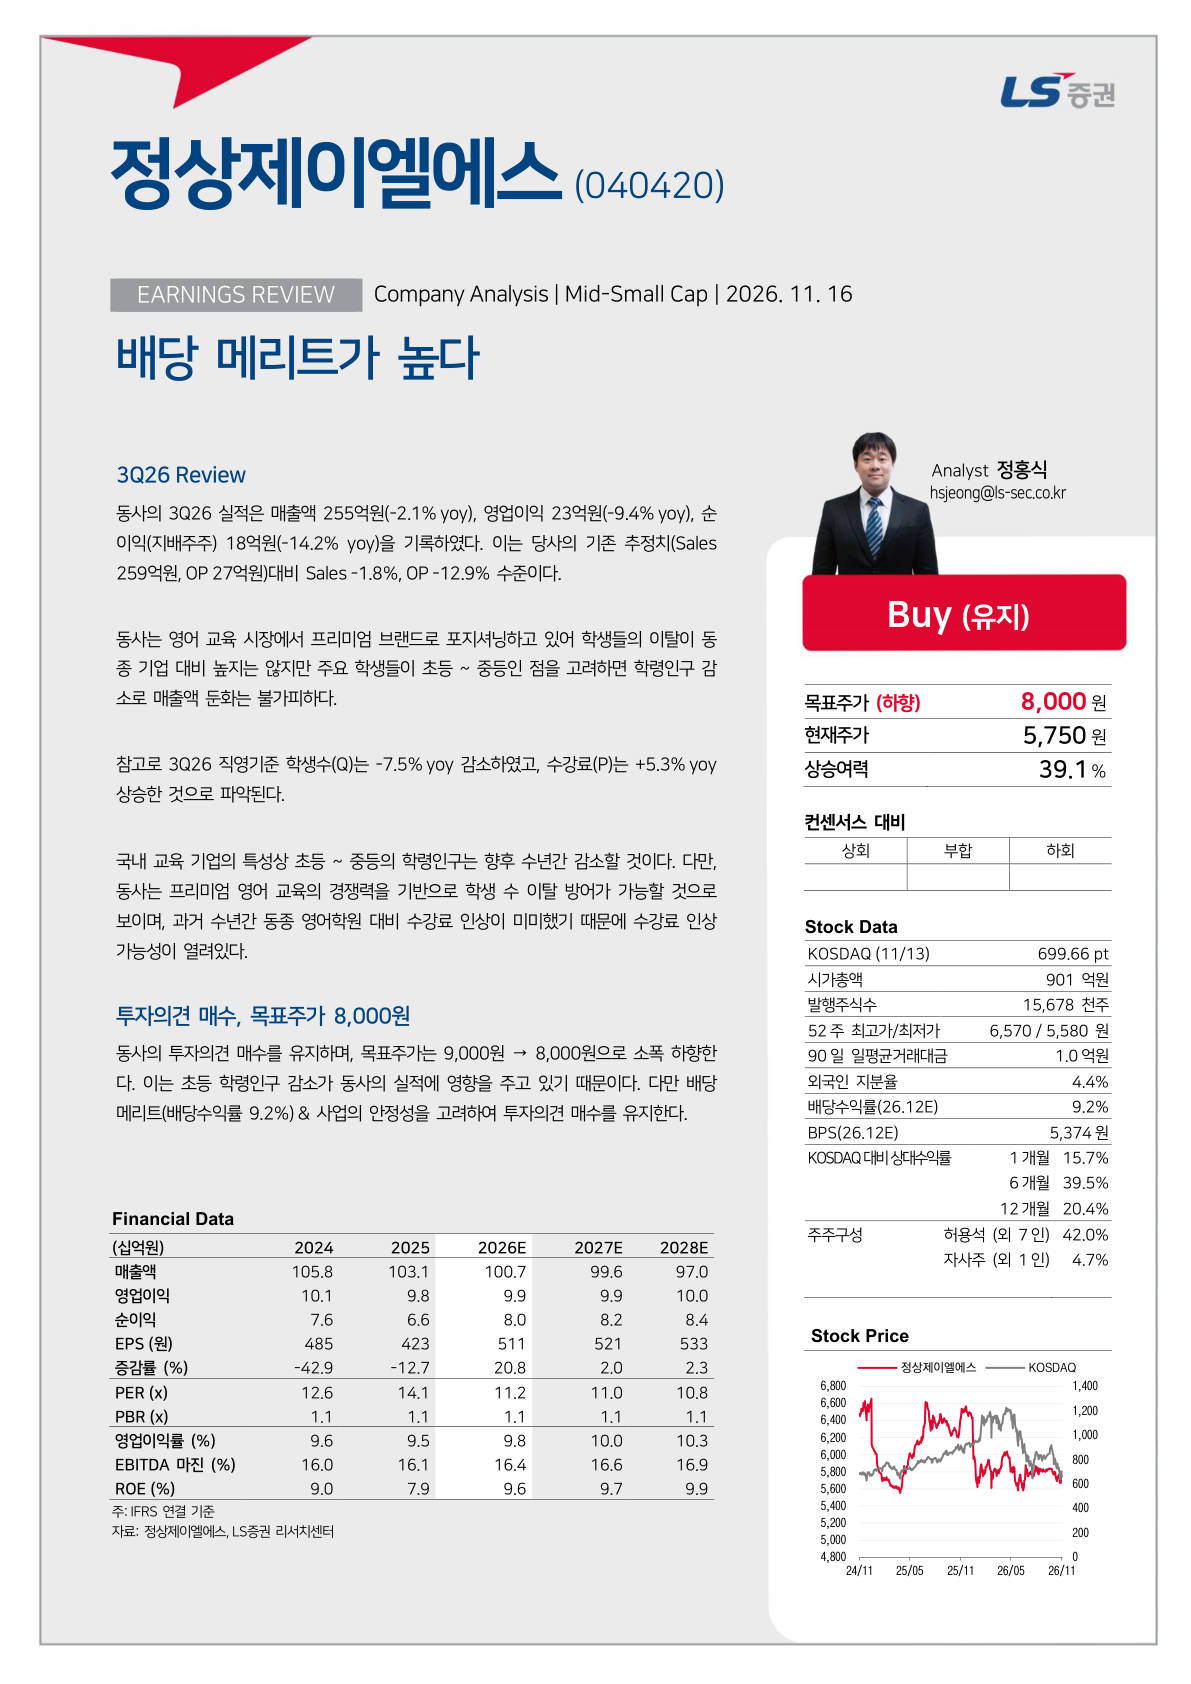 LS증권
정상제이엘에스 (040420)
EARNINGS REVIEW Company Analysis | Mid-Small Cap | 2026. 11. 16
배당 메리트가 높다
3Q26 Review
동사의 3Q26 실적은 매출액 255억원(-2.1% yoy), 영업이익 23억원(-9.4% yoy), 순
이익(지배주주) 18억원(-14.2% yoy)을 기록하였다. 이는 당사의 기존 추정치(Sales
259억원, OP 27억원)대비 Sales -1.8%, OP -12.9% 수준이다.
동사는 영어 교육 시장에서 프리미엄 브랜드로 포지셔닝하고 있어 학생들의 이탈이 동
종 기업 대비 높지는 않지만 주요 학생들이 초등 ~ 중등인 점을 고려하면 학령인구 감
소로 매출액 둔화는 불가피하다.
참고로 3Q26 직영기준 학생수(Q)는 -7.5% yoy 감소하였고, 수강료(P)는 +5.3% yoy
상승한 것으로 파악된다.
국내 교육 기업의 특성상 초등 ~ 중등의 학령인구는 향후 수년간 감소할 것이다. 다만,
동사는 프리미엄 영어 교육의 경쟁력을 기반으로 학생 수 이탈 방어가 가능할 것으로
보이며, 과거 수년간 동종 영어학원 대비 수강료 인상이 미미했기 때문에 수강료 인상
가능성이 열려있다.
투자의견 매수, 목표주가 8,000원
동사의 투자의견 매수를 유지하며, 목표주가는 9,000원 → 8,000원으로 소폭 하향한
다. 이는 초등 학령인구 감소가 동사의 실적에 영향을 주고 있기 때문이다. 다만 배당
메리트(배당수익률 9.2%) & 사업의 안정성을 고려하여 투자의견 매수를 유지한다.
Financial Data
(십억원) 2024 2025 2026E 2027E 2028E
매출액 105.8 103.1 100.7 99.6 97.0
영업이익 10.1 9.8 9.9 9.9 10.0
순이익 7.6 6.6 8.0 8.2 8.4
EPS (원) 485 423 511 521 533
증감률 (%) -42.9 -12.7 20.8 2.0 2.3
PER (x) 12.6 14.1 11.2 11.0 10.8
PBR (x) 1.1 1.1 1.1 1.1 1.1
영업이익률 (%) 9.6 9.5 9.8 10.0 10.3
EBITDA 마진 (%) 16.0 16.1 16.4 16.6 16.9
ROE (%) 9.0 7.9 9.6 9.7 9.9
주: IFRS 연결 기준
자료: 정상제이엘에스, LS증권 리서치센터
Analyst 정홍식
hsjeong@ls-sec.co.kr
Buy (유지)
목표주가 (하향) 8,000 원
현재주가 5,750 원
상승여력 39.1 %
컨센서스 대비
상회 부합 하회
Stock Data
KOSDAQ (11/13) 699.66 pt
시가총액 901 억원
발행주식수 15,678 천주
52 주 최고가/최저가 6,570 / 5,580 원
90 일 일평균거래대금 1.0 억원
외국인 지분율 4.4%
배당수익률(26.12E) 9.2%
BPS(26.12E) 5,374 원
KOSDAQ 대비 상대수익률 1 개월 15.7%
6 개월 39.5%
12 개월 20.4%
주주구성 허용석 (외 7 인) 42.0%
자사주 (외 1 인) 4.7%
Stock Price
정상제이엘에스 KOSDAQ
6,800 1,400
6,600
6,400 1,200
6,200 1,000
6,000 800
5,800
5,600 600
5,400 400
5,200 200
5,000
4,800 0
24/11 25/05 25/11 26/05 26/11